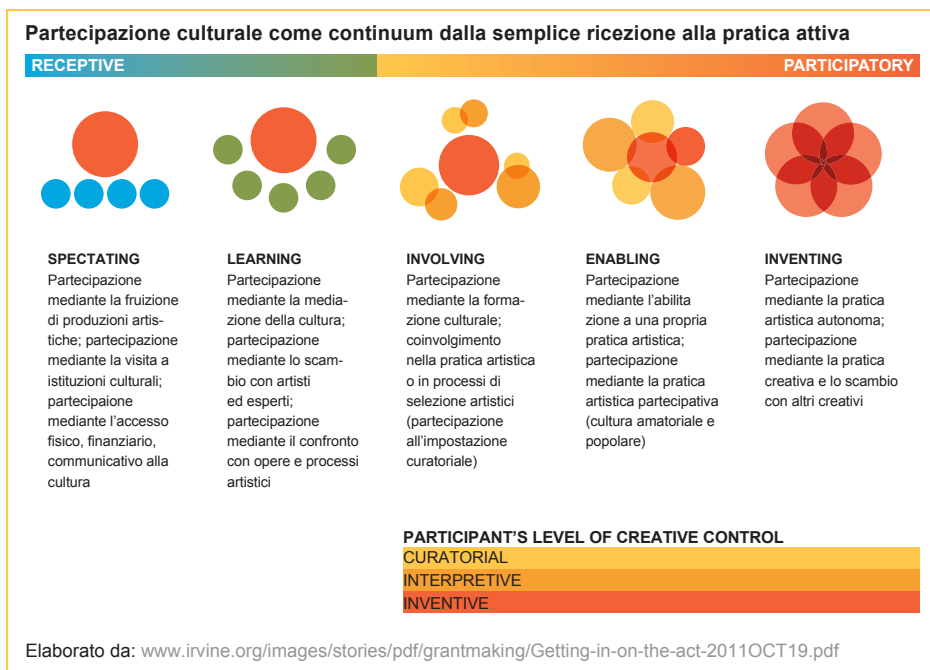 Partecipazione culturale come continuum dalla semplice ricezione alla pratica attiva
RECEPTIVE
PARTICIPATORY
SPECTATING
Partecipazione
mediante la fruizione
di produzioni artis-
tiche; partecipazione
mediante la visita a
istituzioni culturali;
partecipaione
mediante l'accesso
fisico, finanziario,
communicativo alla
cultura
LEARNING
Partecipazione
mediante la media-
zione della cultura;
partecipazione
mediante lo scam-
bio con artisti
ed esperti;
partecipazione
mediante il confronto
con opere e processi
artistici
INVOLVING
Partecipazione
mediante la forma-
zione culturale;
coinvolgimento
nella pratica artistica
o in processi di
selezione artistici
(partecipazione
all'impostazione
curatoriale)
ENABLING
Partecipazione
mediante l'abilita
zione a una propria
pratica artistica;
partecipazione
mediante la pratica
artistica partecipativa
(cultura amatoriale e
popolare)
INVENTING
Partecipazione
mediante la pratica
artistica autonoma;
partecipazione
mediante la pratica
creativa e lo scambio
con altri creativi
PARTICIPANT'S LEVEL OF CREATIVE CONTROL
CURATORIAL
INTERPRETIVE
INVENTIVE
Elaborato da: www.irvine.org/images/stories/pdf/grantmaking/Getting-in-on-the-act-2011OCT19.pdf